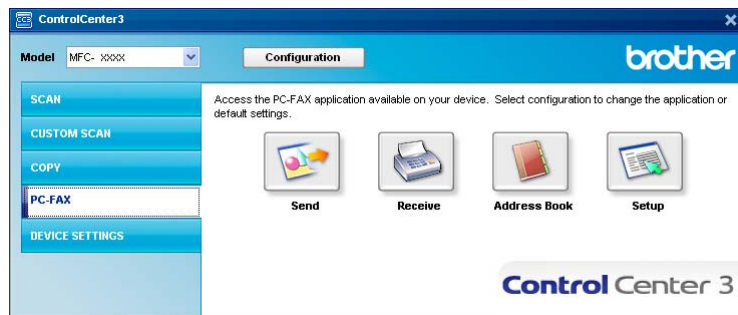 CC3 ControlCenter3
Model MFC- XXXX Configuration brother
SCAN
CUSTOM SCAN
COPY
PC-FAX
DEVICE SETTINGS
Access the PC-FAX application available on your device. Select configuration to change the application or
default settings.
Send Receive Address Book Setup
Control Center 3